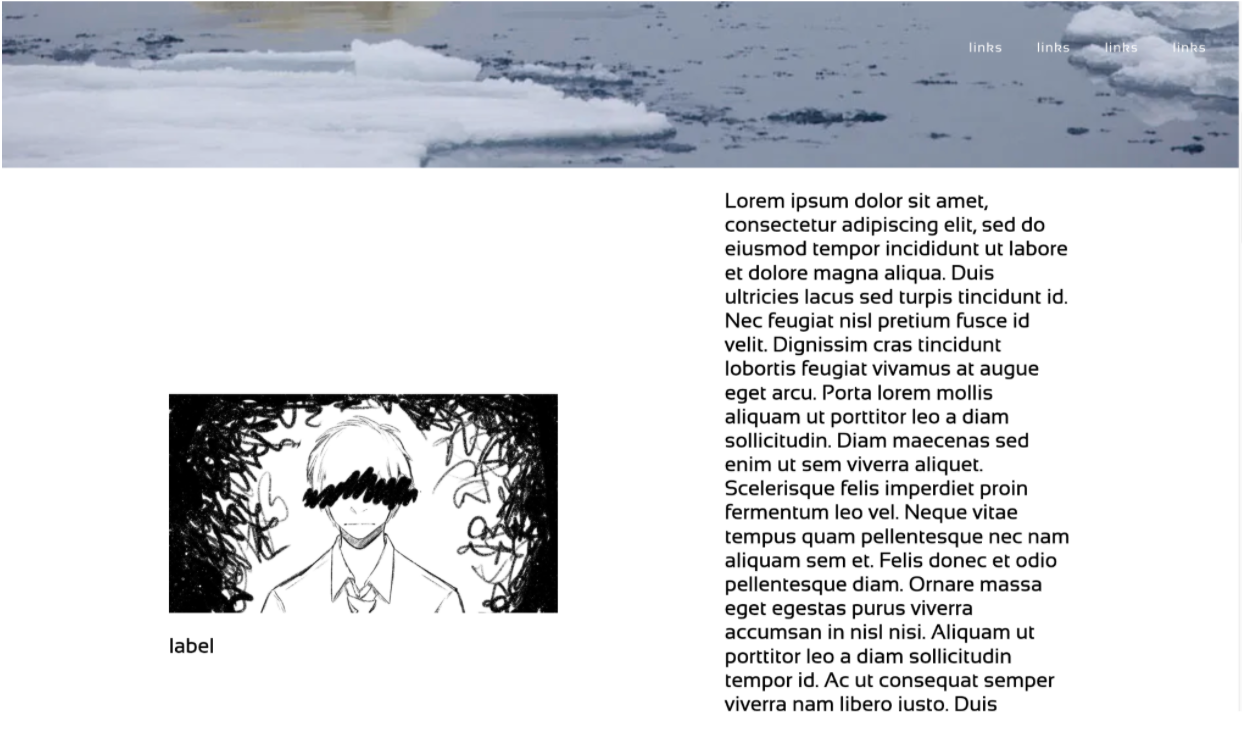 links links links links
Lorem ipsum dolor sit amet,
consectetur adipiscing elit, sed do
eiusmod tempor incididunt ut labore
et dolore magna aliqua. Duis
ultricies lacus sed turpis tincidunt id.
Nec feugiat nisl pretium fusce id
velit. Dignissim cras tincidunt
lobortis feugiat vivamus at augue
eget arcu. Porta lorem mollis
aliquam ut porttitor leo a diam
sollicitudin. Diam maecenas sed
enim ut sem viverra aliquet.
Scelerisque felis imperdiet proin
fermentum leo vel. Neque vitae
tempus quam pellentesque nec nam
aliquam sem et. Felis donec et odio
pellentesque diam. Ornare massa
eget egestas purus viverra
accumsan in nisl nisi. Aliquam ut
porttitor leo a diam sollicitudin
tempor id. Ac ut consequat semper
viverra nam libero justo. Duis
label